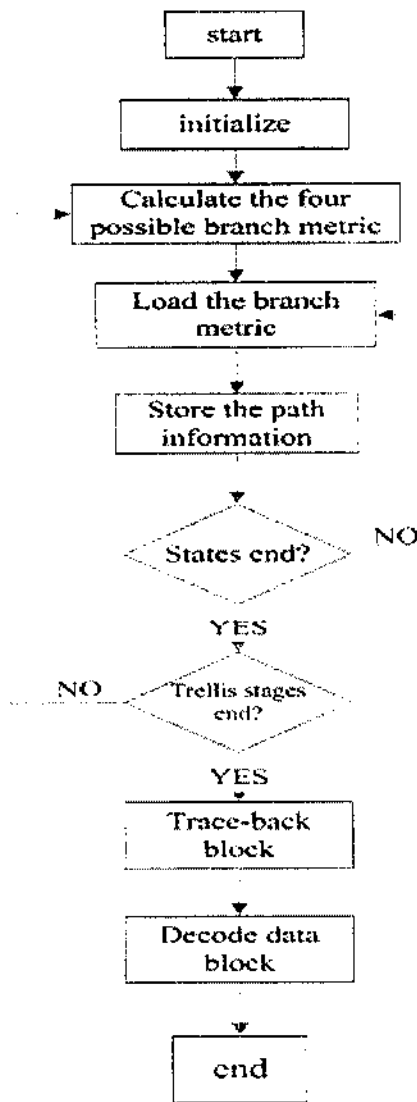 start
initialize
Calculate the four
possible branch metric
Load the branch
metric
Store the path
information
States end?
NO
YES
NO
Trellis stages
end?
YES
Trace-back
block
Decode data
block
end